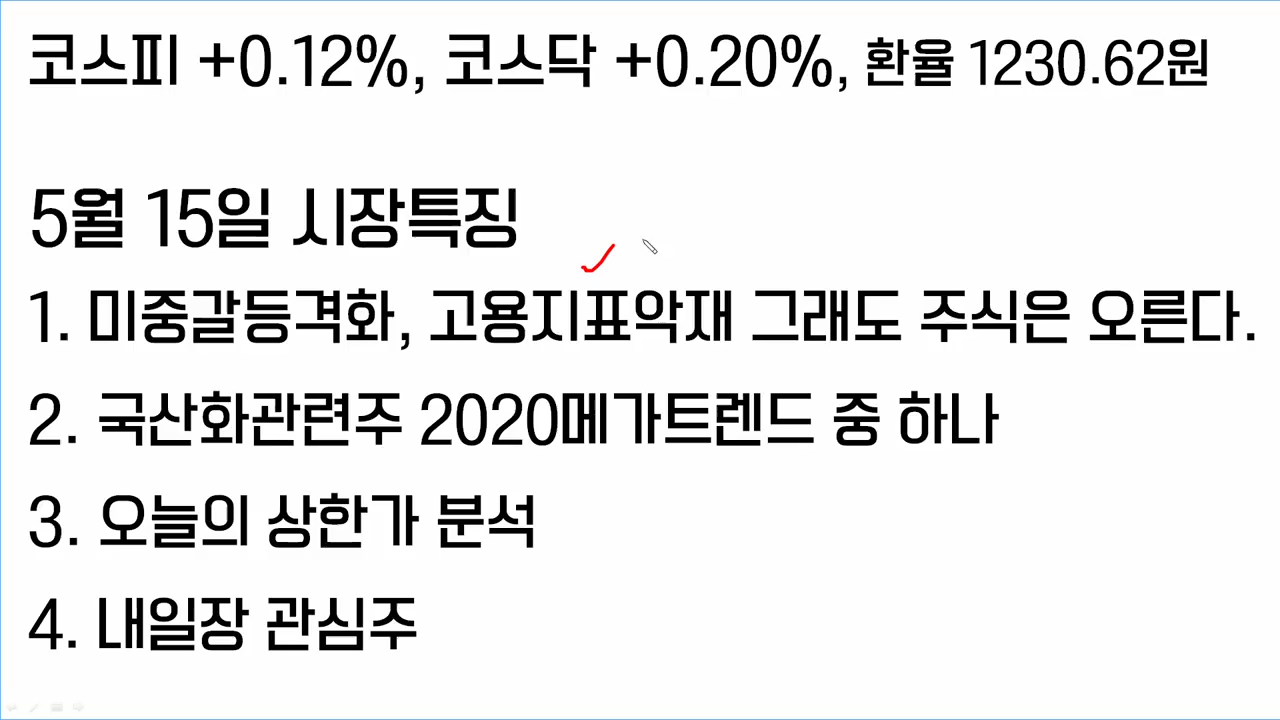 코스피 +0.12%, 코스닥 +0.20%, 환율 1230.62원
5월 15일 시장특징
1. 미중갈등격화, 고용지표악재 그래도 주식은 오른다.
2. 국산화관련주 2020메가트렌드 중 하나
3. 오늘의 상한가 분석
4. 내일장 관심주